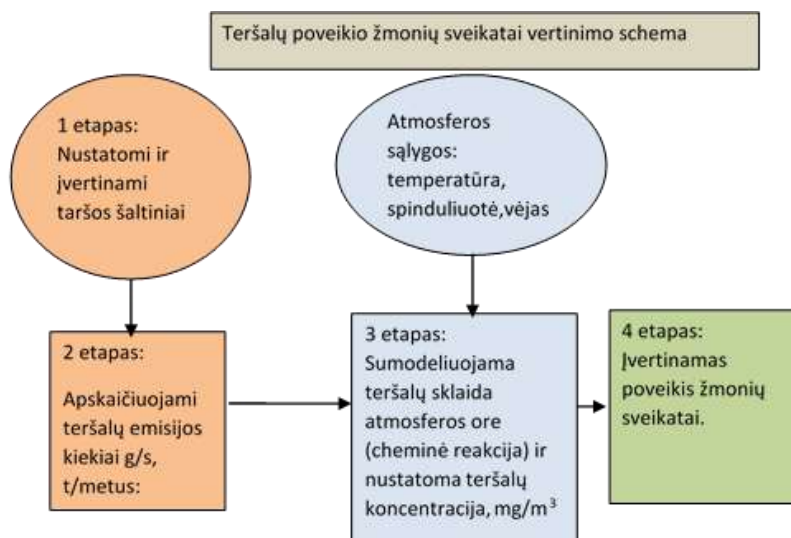 Teršalų poveikio žmonių sveikatai vertinimo schema
1 etapas:
Nustatomi ir
įvertinami
taršos šaltiniai
Atmosferos
sąlygos:
temperatūra,
spinduliuotė,vėjas
2 etapas:
Apskaičiuojami
teršalų emisijos
kiekiai g/s,
t/metus:
3 etapas:
Sumodeliuojama
teršalų sklaida
atmosferos ore
(cheminė reakcija) ir
nustatoma teršalų
koncentracija, mg/m³
4 etapas:
Įvertinamas
poveikis žmonių
sveikatai.